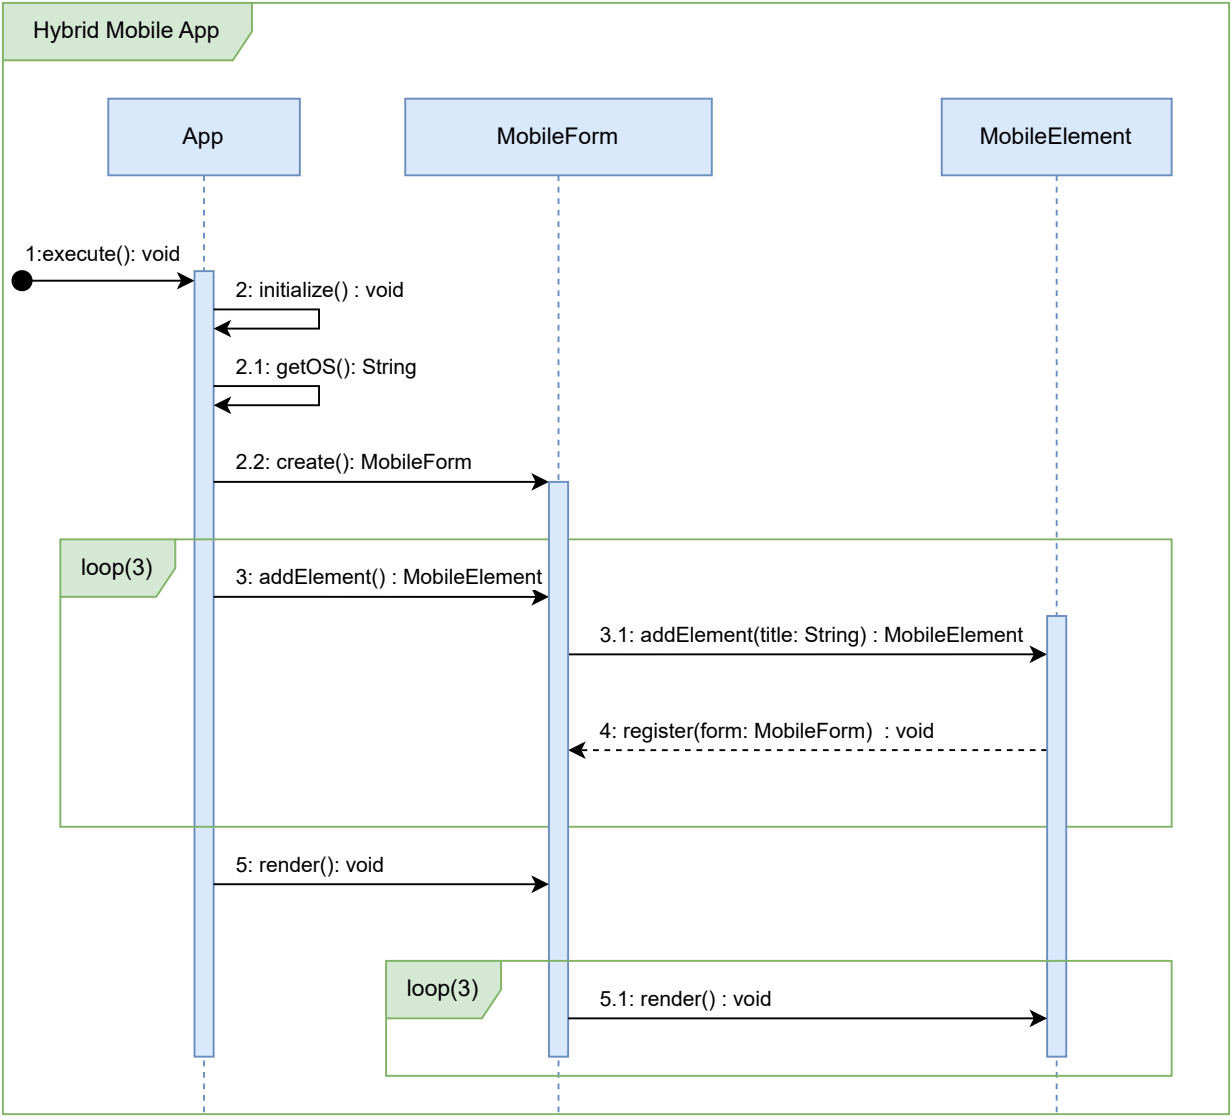 Hybrid Mobile App
App
MobileForm
MobileElement
1:execute(): void
2: initialize() : void
2.1: getOS(): String
2.2: create(): MobileForm
loop(3)
3: addElement() : MobileElement
3.1: addElement(title: String) : MobileElement
4: register(form: MobileForm)  : void
5: render(): void
loop(3)
5.1: render() : void